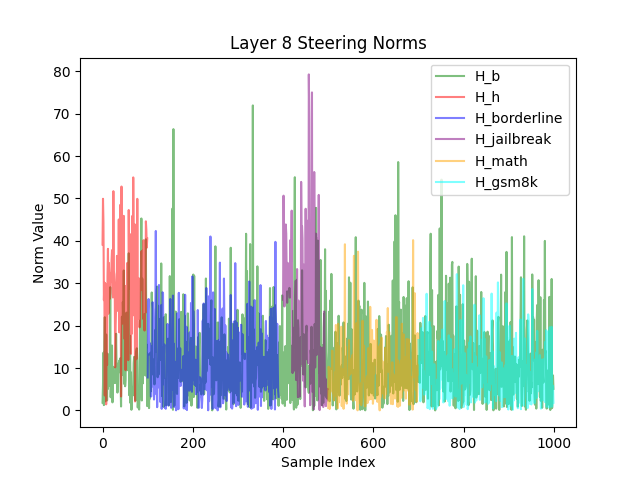 Layer 8 Steering Norms
Norm Value
80
70
60
50
40
30
20
10
0
H_b
H_h
H_borderline
H_jailbreak
H_math
H_gsm8k
0
200
400
600
800
1000
Sample Index